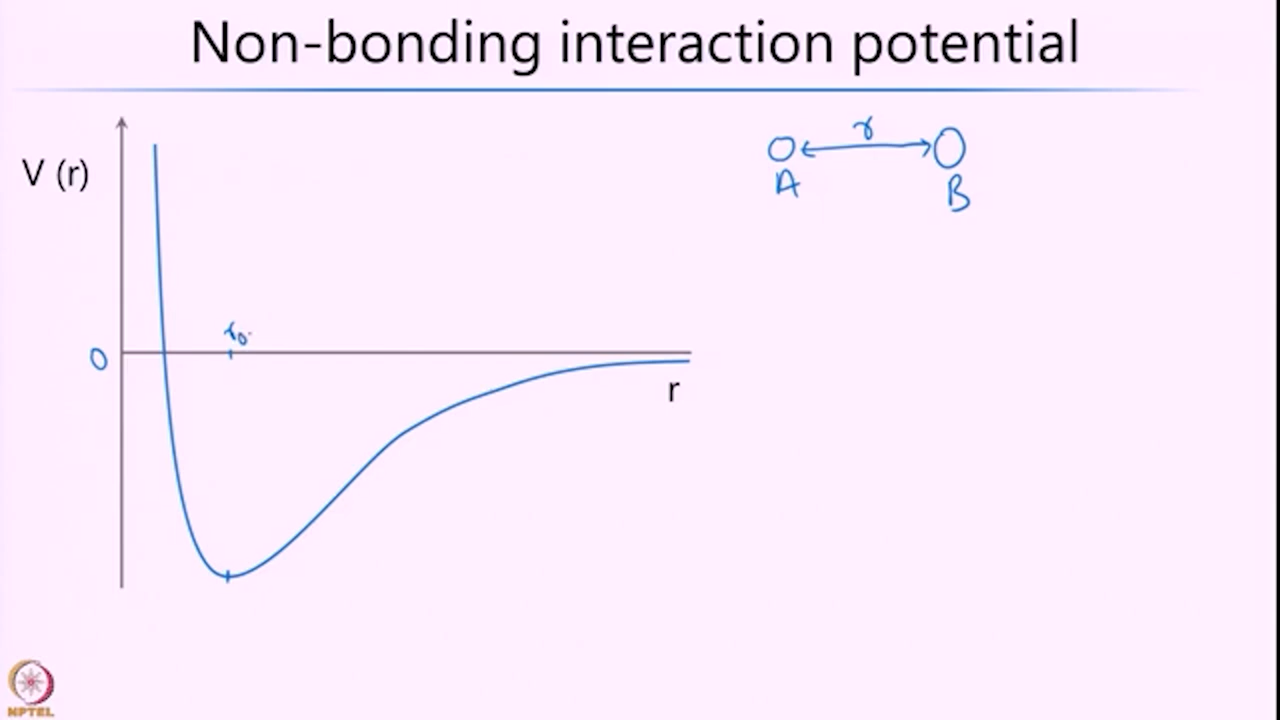 Non-bonding interaction potential
V (r)
r
A
B
r₀
0
r
NPTEL